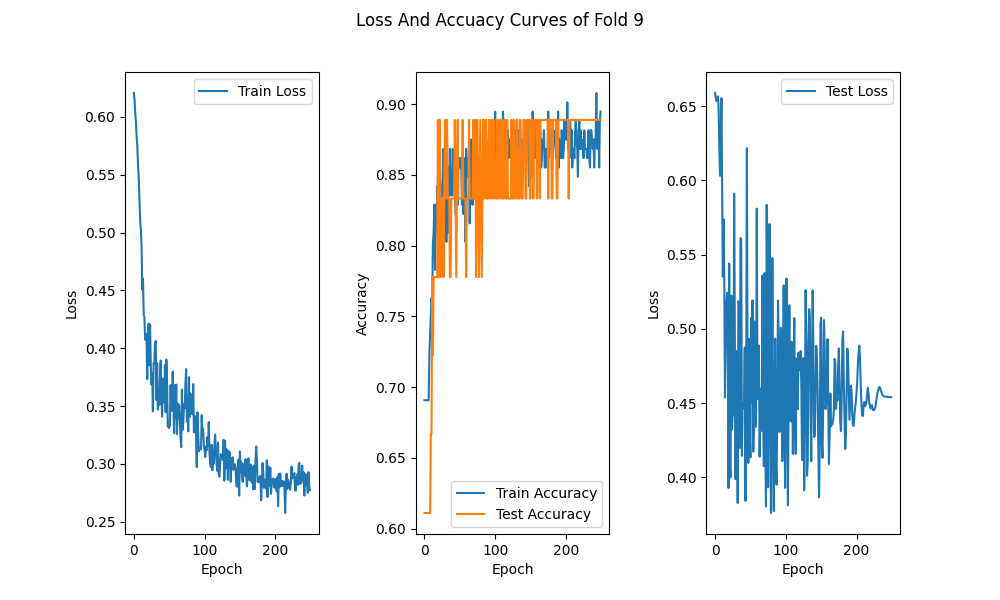 Loss And Accuacy Curves of Fold 9
Train Loss
0.60
0.55
0.50
0.45
0.40
0.35
0.30
0.25
Loss
0
100
200
Epoch
0.90
0.85
0.80
0.75
0.70
0.65
0.60
Accuracy
Train Accuracy
Test Accuracy
0
100
200
Epoch
Test Loss
0.65
0.60
0.55
0.50
0.45
0.40
Loss
0
100
200
Epoch